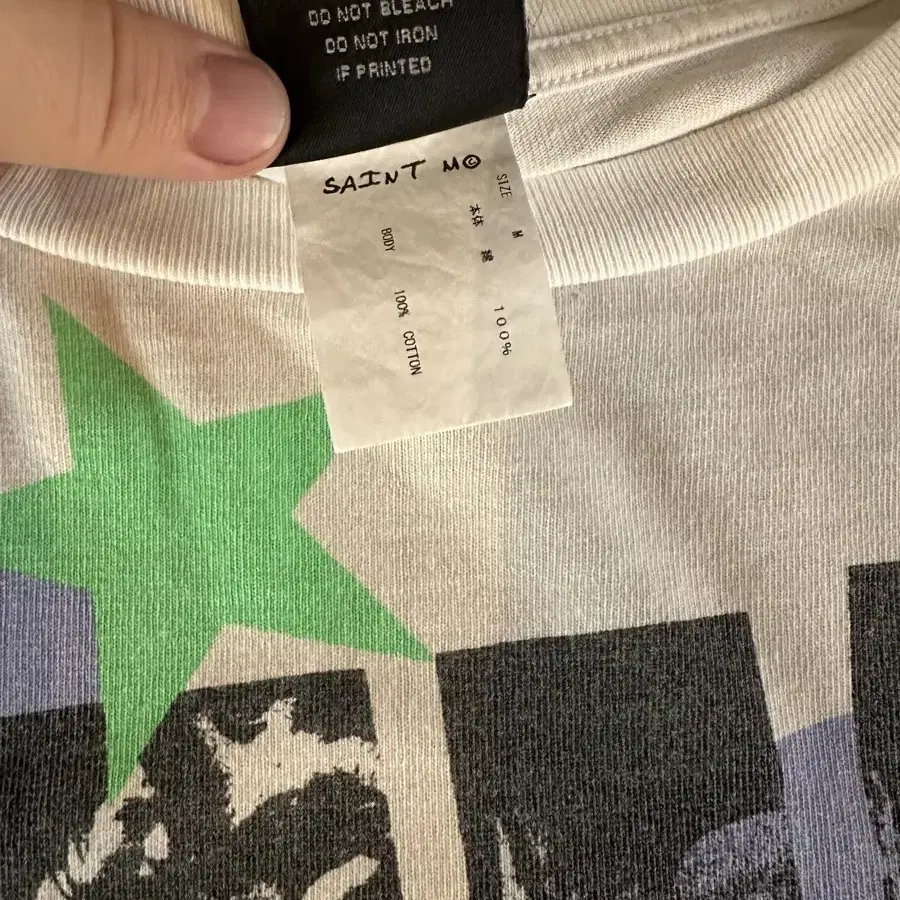 DO NOT BLEACH
DO NOT IRON
IF PRINTED
SAINT M©
SIZE M
本体 綿 100%
BODY 100% COTTON